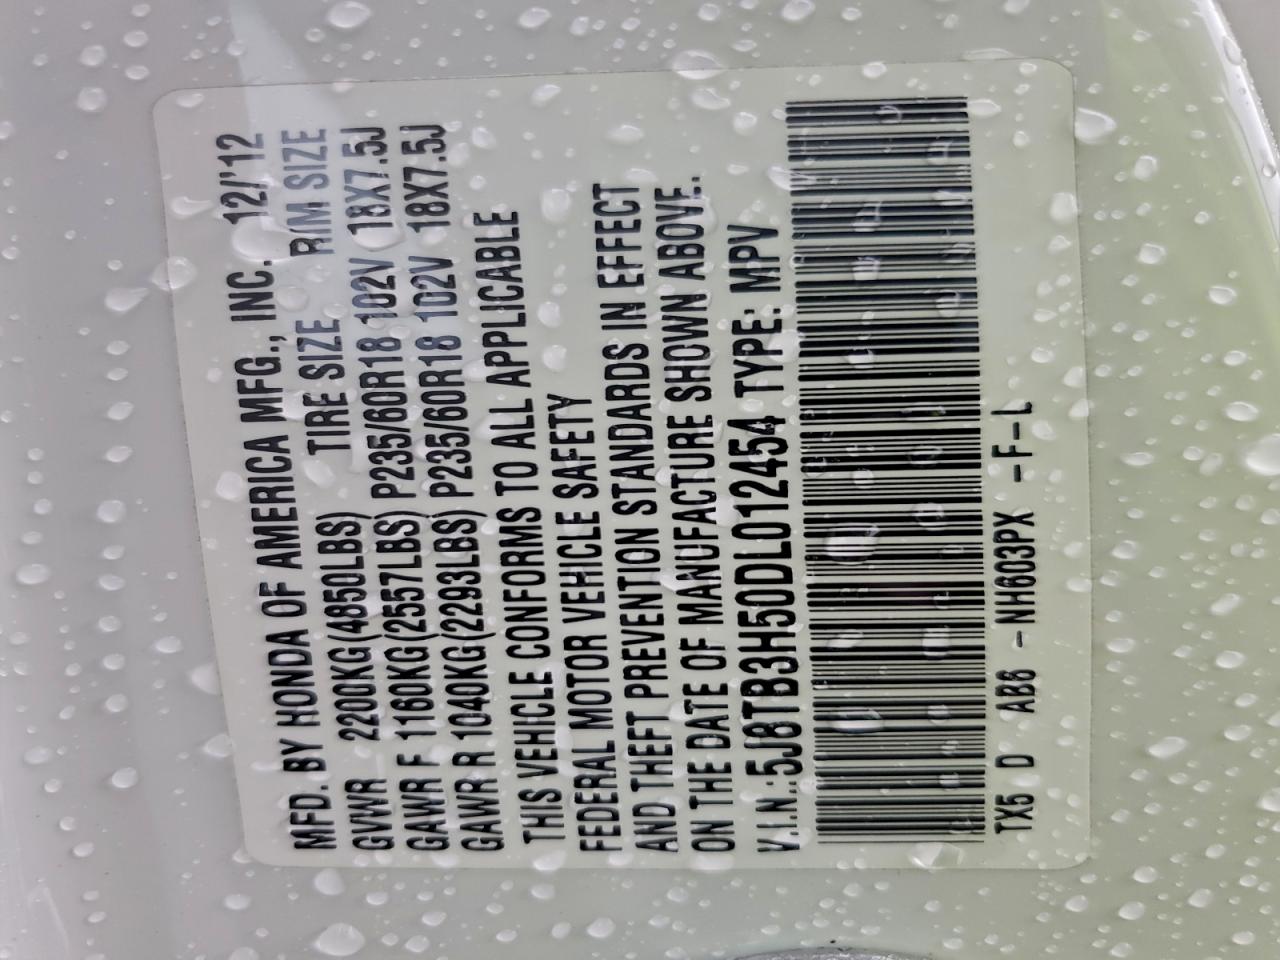 MFD. BY HONDA OF AMERICA MFG., INC. 12/'12
GVWR 2200KG(4850LBS) TIRE SIZE RIM SIZE
GAWR F 1160KG(2557LBS) P235/60R18 102V 18X7.5J
GAWR R 1040KG(2293LBS) P235/60R18 102V 18X7.5J
THIS VEHICLE CONFORMS TO ALL APPLICABLE
FEDERAL MOTOR VEHICLE SAFETY
AND THEFT PREVENTION STANDARDS IN EFFECT
ON THE DATE OF MANUFACTURE SHOWN ABOVE.
V.I.N.:5J8TB3H50DL012454 TYPE: MPV
TX5 D AB6 -NH603PX -F-L